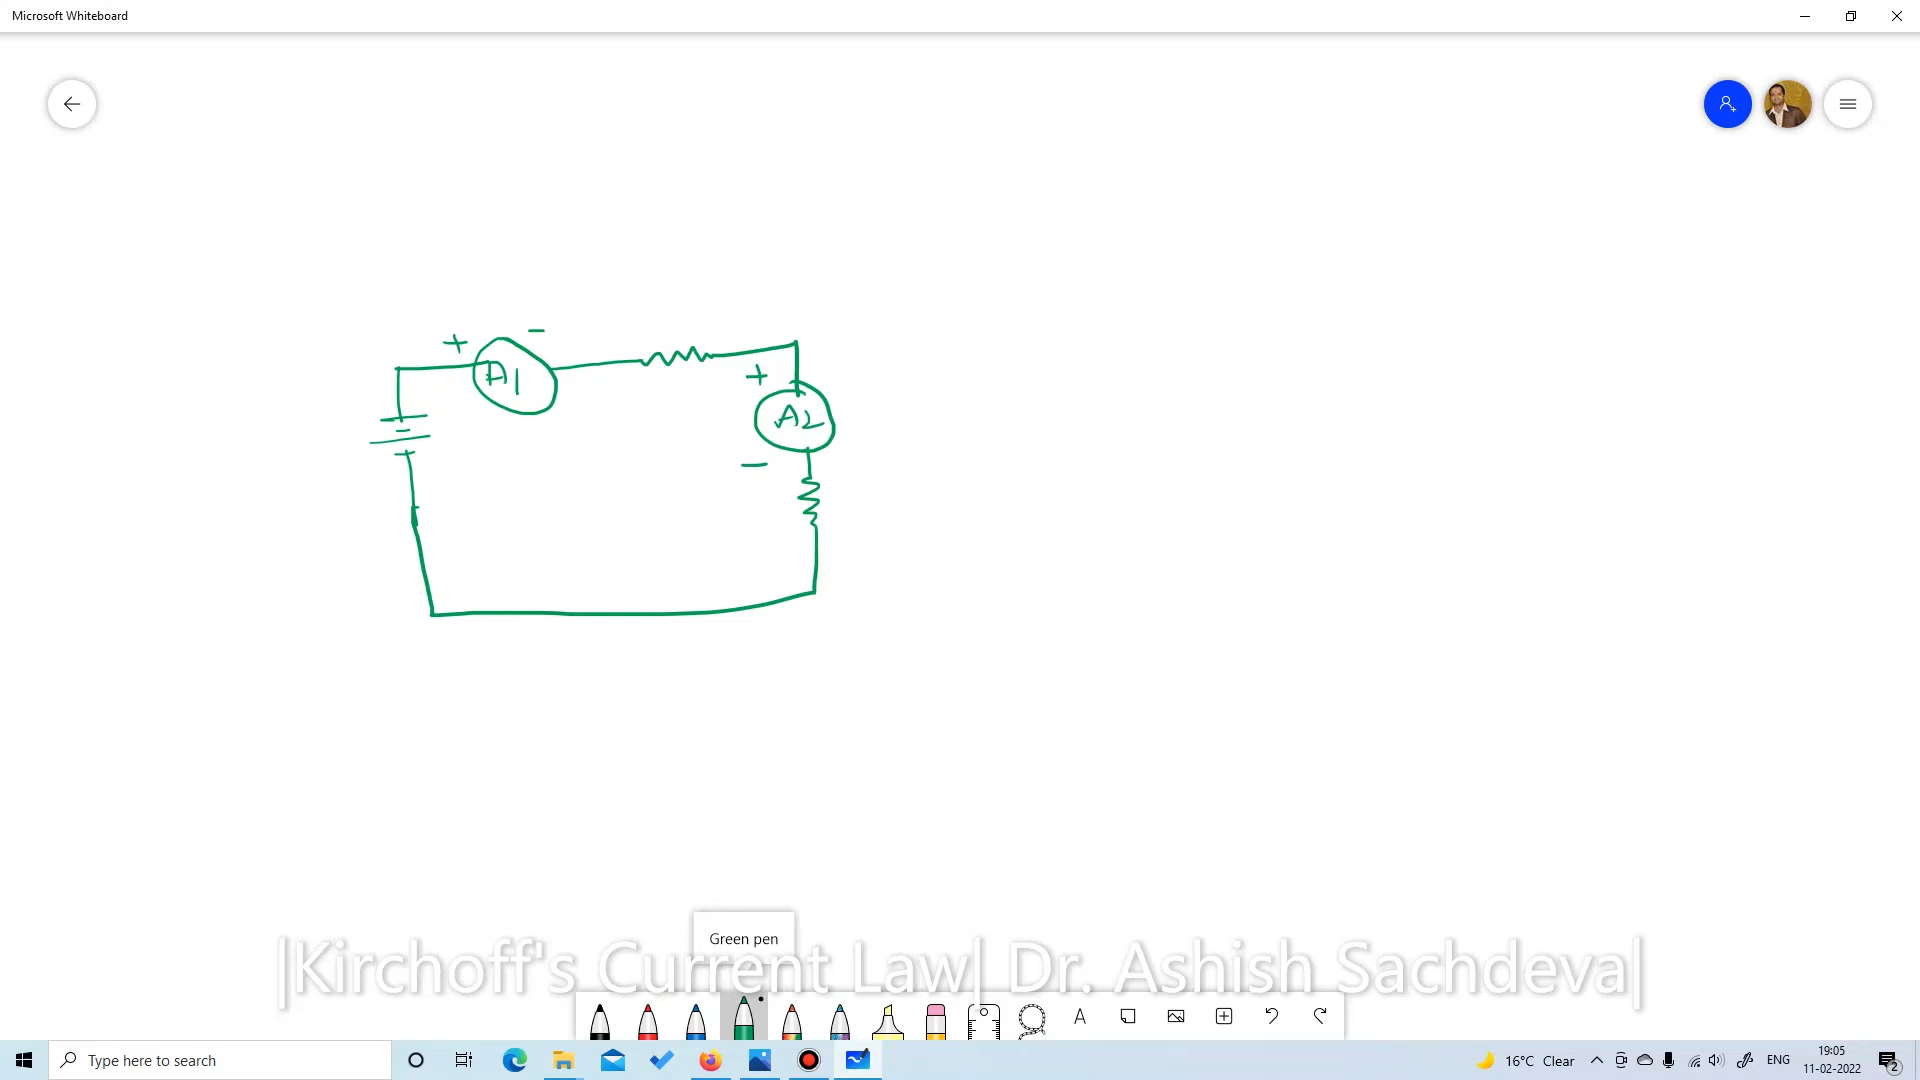 Microsoft Whiteboard
+ −
A1
+
A2
−
Green pen
|Kirchoff's Current Law| Dr. Ashish Sachdeva|
A
Type here to search
16°C Clear
ENG
19:05
11-02-2022
2